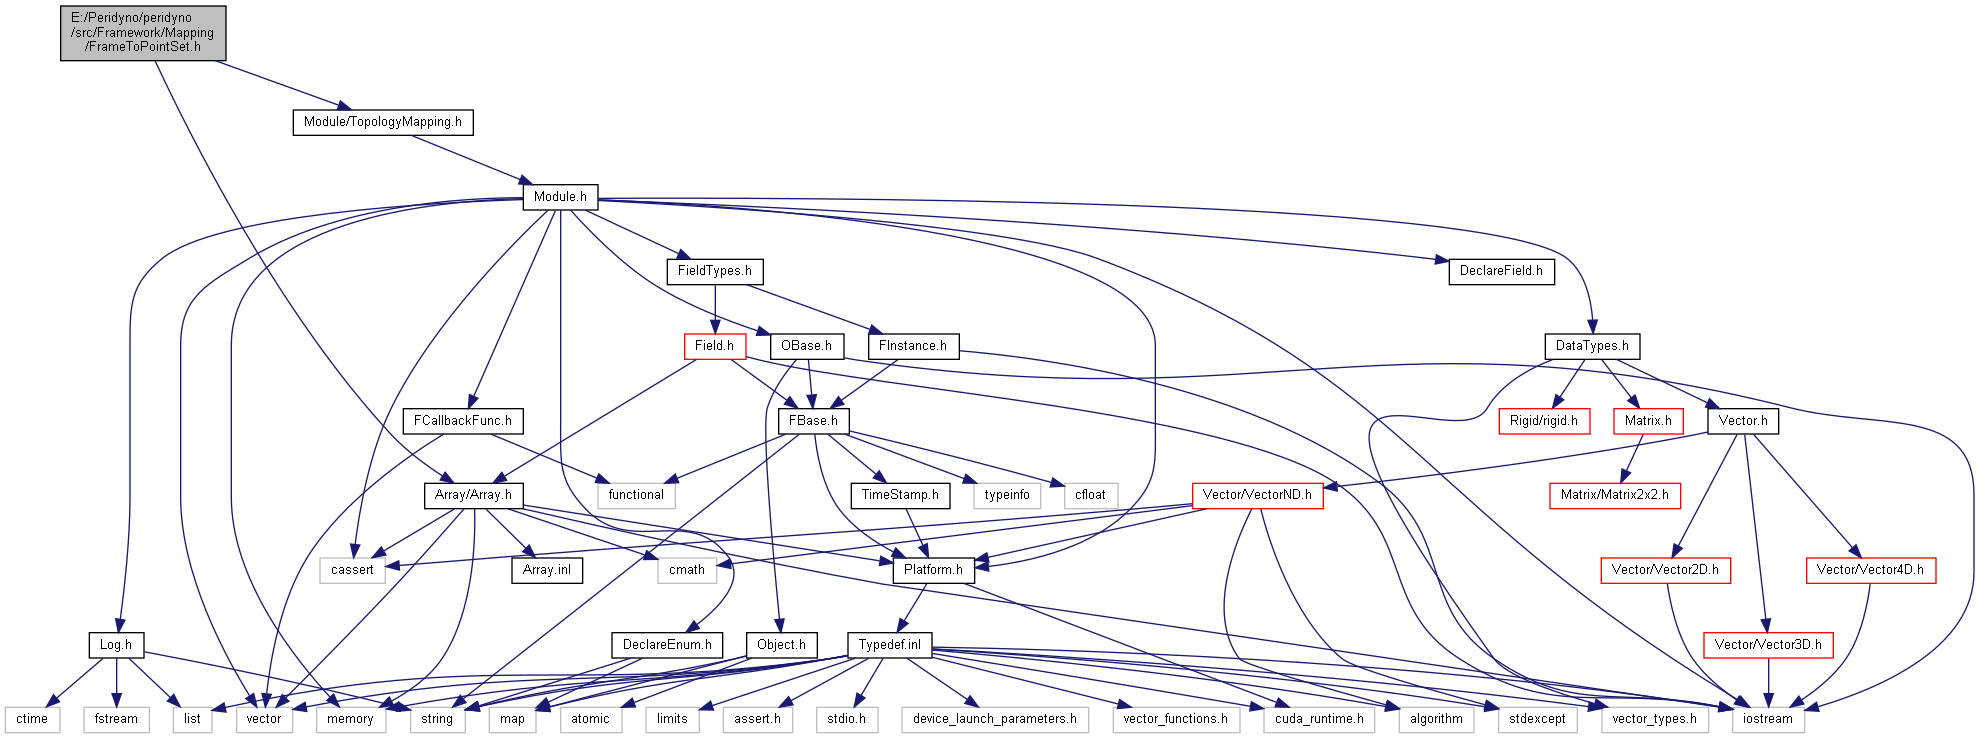 E:/Peridyno/peridyno
/src/Framework/Mapping
/FrameToPointSet.h
Module/TopologyMapping.h
Module.h
FieldTypes.h
DeclareField.h
Field.h
OBase.h
FInstance.h
DataTypes.h
FCallbackFunc.h
FBase.h
Rigid/rigid.h
Matrix.h
Vector.h
Array/Array.h
functional
TimeStamp.h
typeinfo
cfloat
Vector/VectorND.h
Matrix/Matrix2x2.h
cassert
Array.inl
cmath
Platform.h
Vector/Vector2D.h
Vector/Vector4D.h
Log.h
DeclareEnum.h
Object.h
Typedef.inl
Vector/Vector3D.h
ctime
fstream
list
vector
memory
string
map
atomic
limits
assert.h
stdio.h
device_launch_parameters.h
vector_functions.h
cuda_runtime.h
algorithm
stdexcept
vector_types.h
iostream